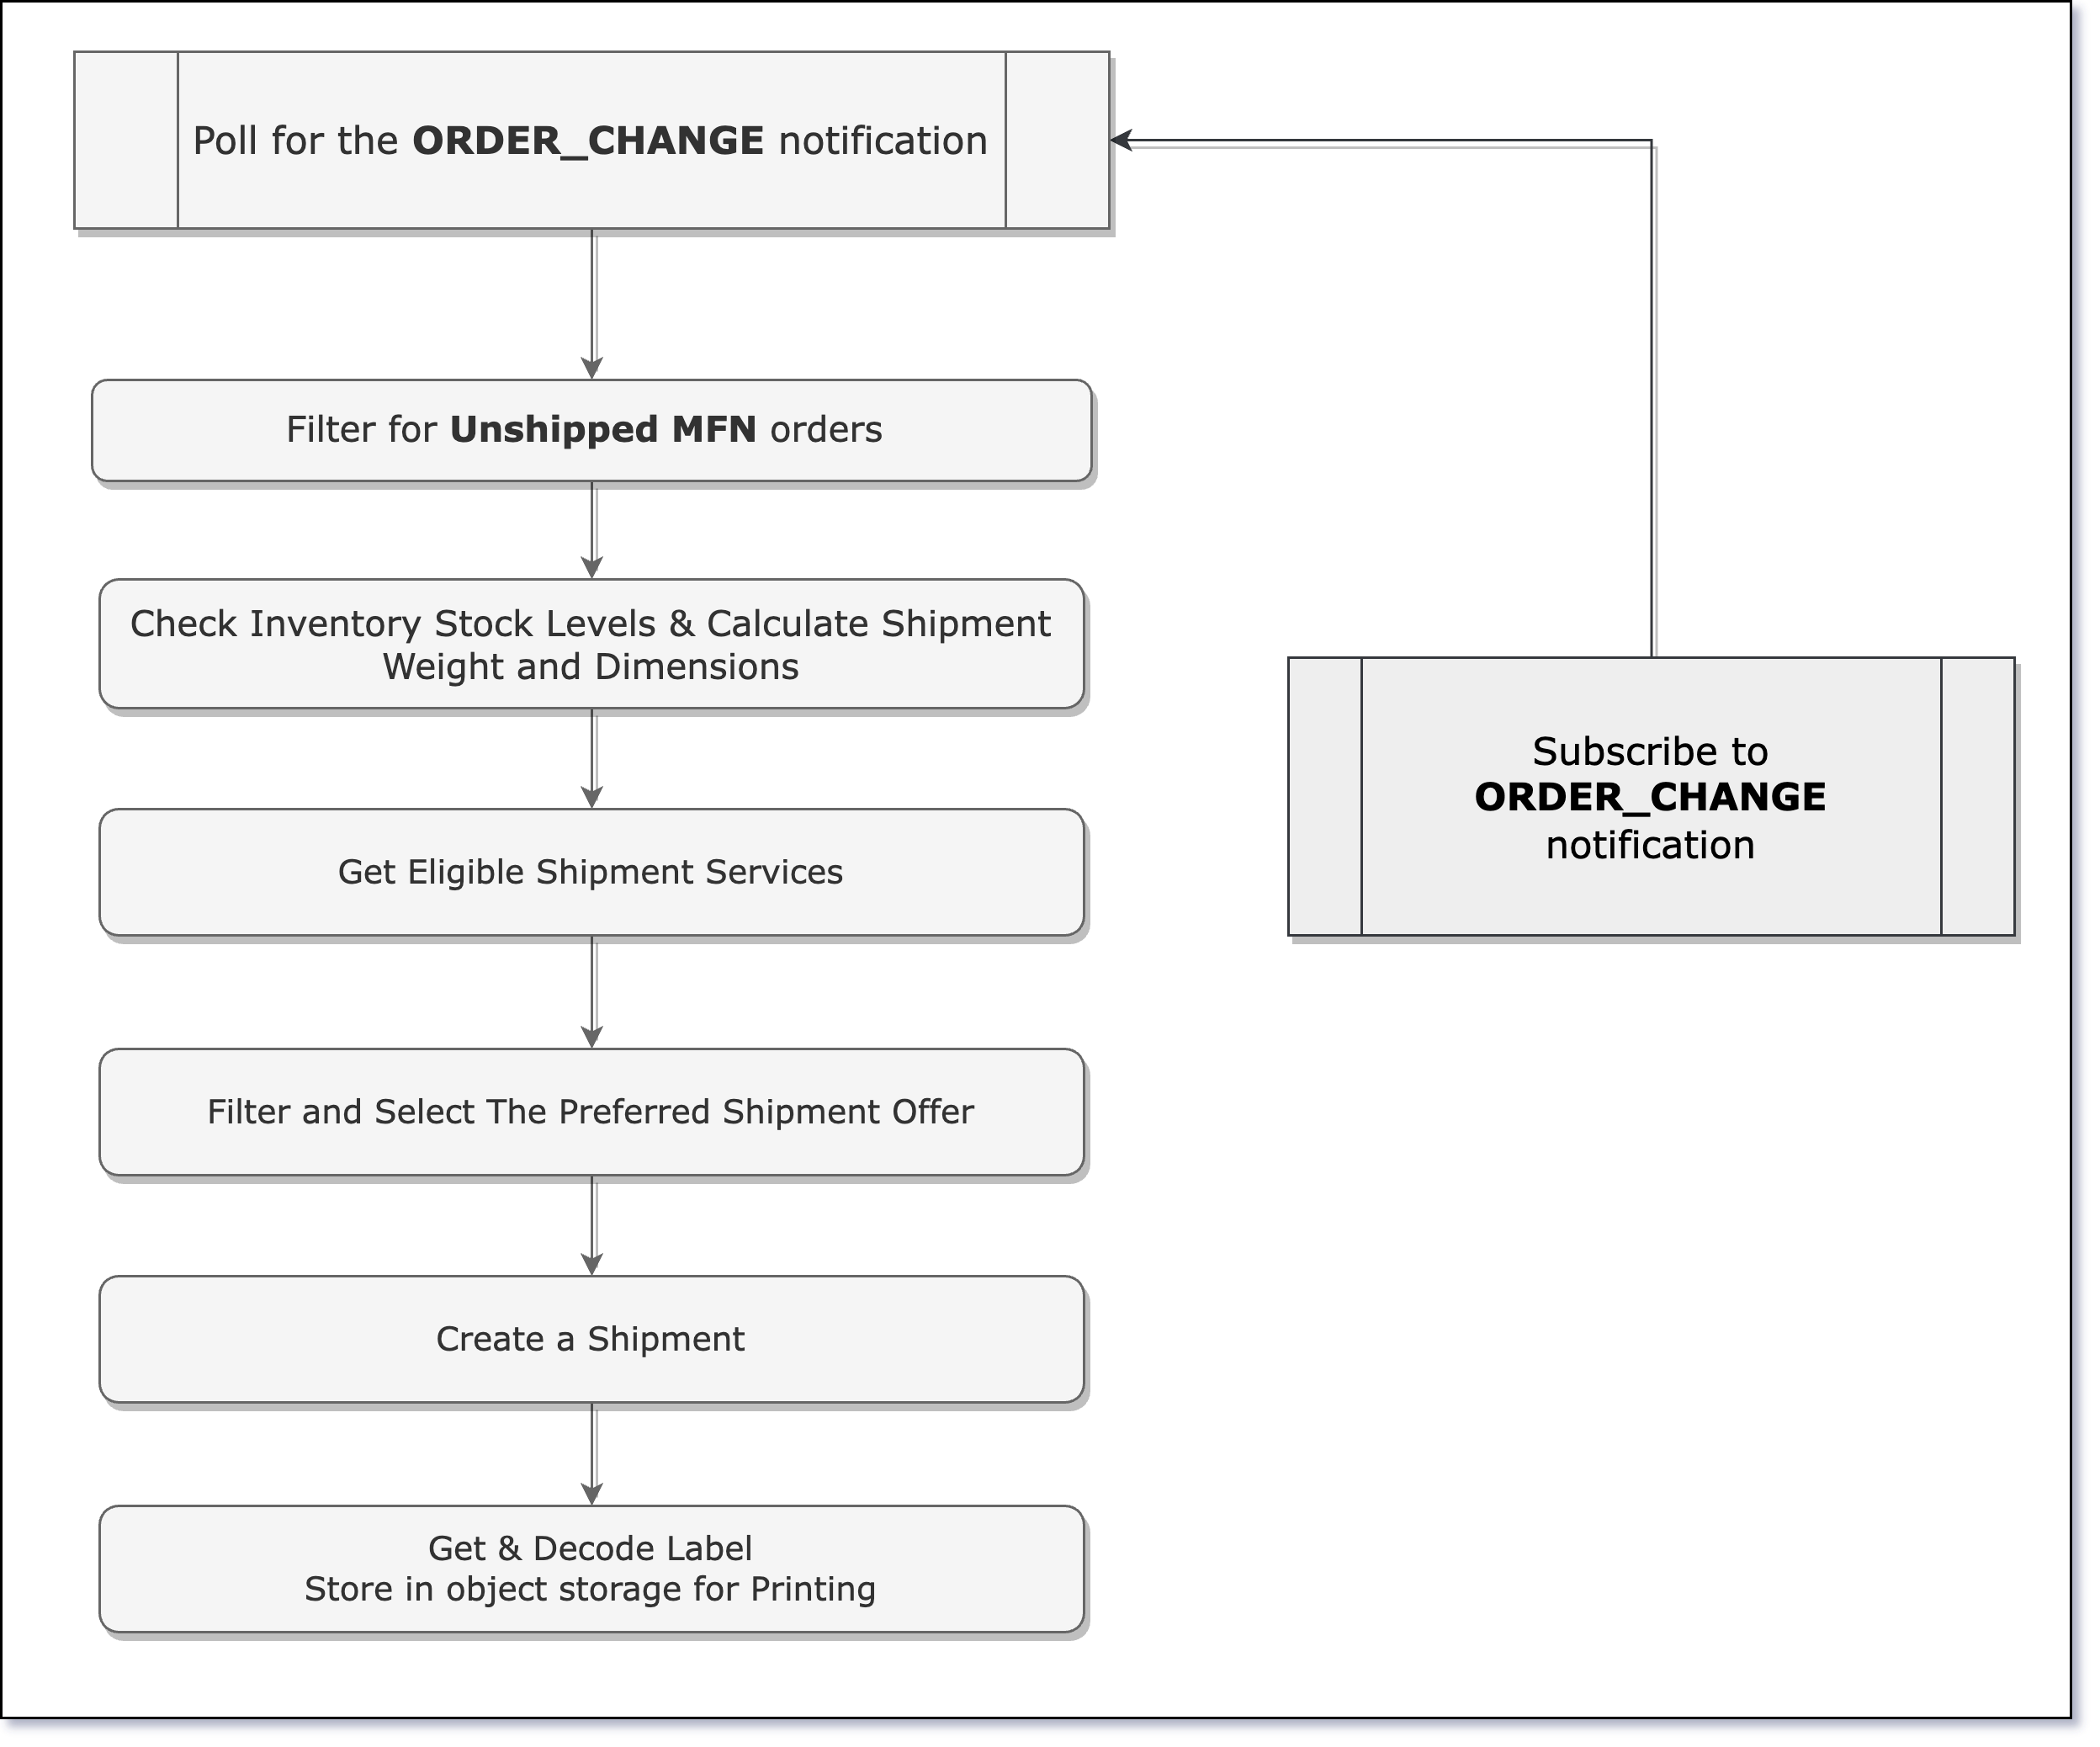 Poll for the ORDER_CHANGE notification
Filter for Unshipped MFN orders
Check Inventory Stock Levels & Calculate Shipment
Weight and Dimensions
Get Eligible Shipment Services
Filter and Select The Preferred Shipment Offer
Create a Shipment
Get & Decode Label
Store in object storage for Printing
Subscribe to
ORDER_CHANGE
notification